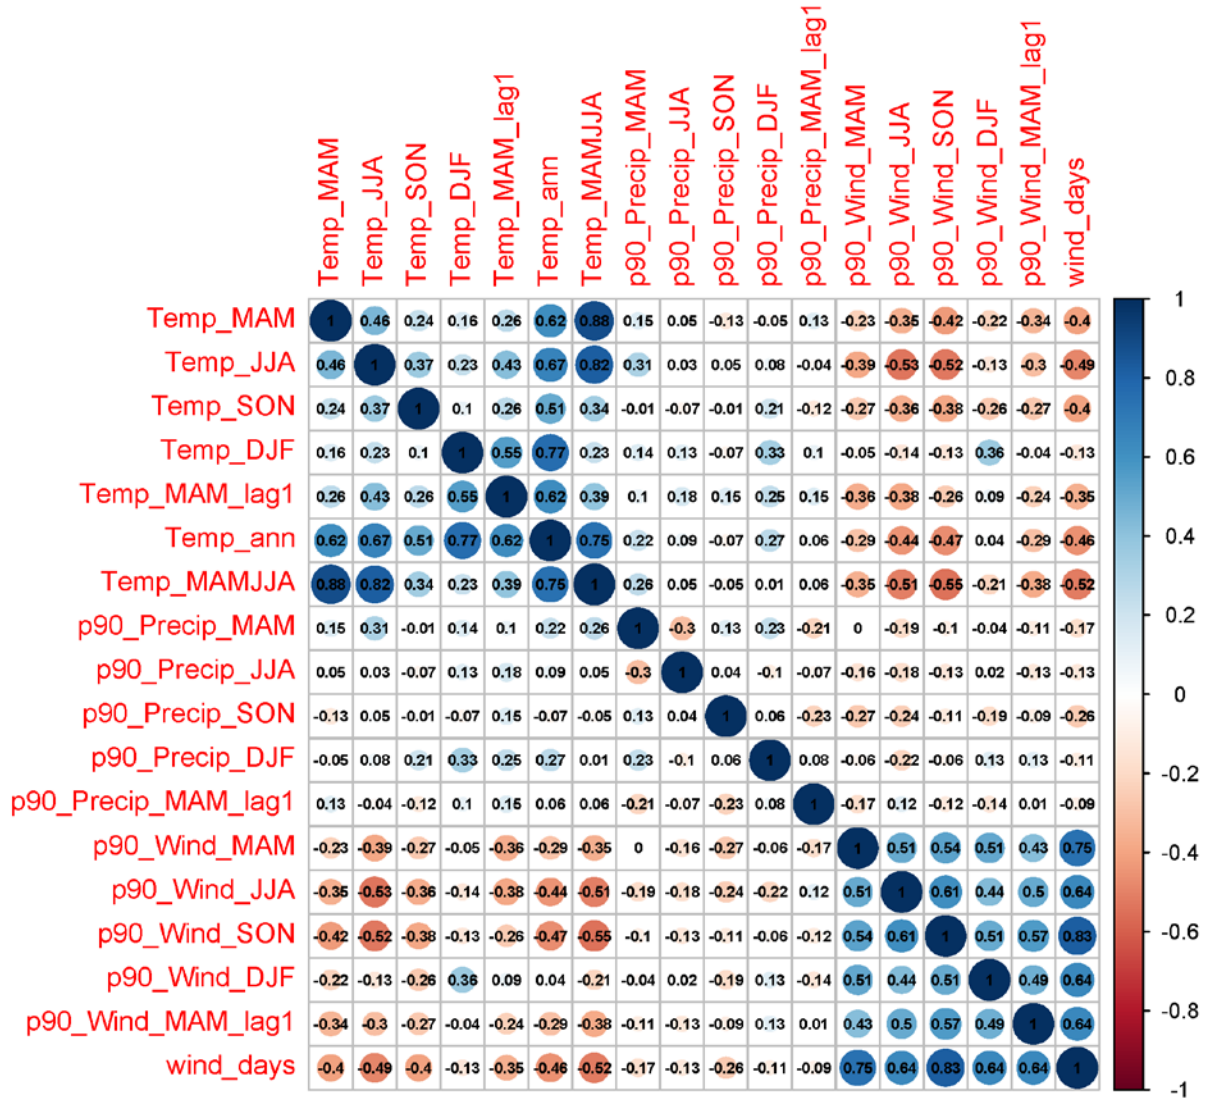 Temp_MAM Temp_JJA Temp_SON Temp_DJF Temp_MAM_lag1 Temp_ann Temp_MAMJJA p90_Precip_MAM p90_Precip_JJA p90_Precip_SON p90_Precip_DJF p90_Precip_MAM_lag1 p90_Wind_MAM p90_Wind_JJA p90_Wind_SON p90_Wind_DJF p90_Wind_MAM_lag1 wind_days
Temp_MAM 1 0.46 0.24 0.16 0.26 0.62 0.88 0.15 0.05 -0.13 -0.05 0.13 -0.23 -0.35 -0.42 -0.22 -0.34 -0.4
Temp_JJA 0.46 1 0.37 0.23 0.43 0.67 0.82 0.31 0.03 0.05 0.08 -0.04 -0.39 -0.53 -0.52 -0.13 -0.3 -0.49
Temp_SON 0.24 0.37 1 0.1 0.26 0.51 0.34 -0.01 -0.07 -0.01 0.21 -0.12 -0.27 -0.36 -0.38 -0.26 -0.27 -0.4
Temp_DJF 0.16 0.23 0.1 1 0.55 0.77 0.23 0.14 0.13 -0.07 0.33 0.1 -0.05 -0.14 -0.13 0.36 -0.04 -0.13
Temp_MAM_lag1 0.26 0.43 0.26 0.55 1 0.62 0.39 0.1 0.18 0.15 0.25 0.15 -0.36 -0.38 -0.26 0.09 -0.24 -0.35
Temp_ann 0.62 0.67 0.51 0.77 0.62 1 0.75 0.22 0.09 -0.07 0.27 0.06 -0.29 -0.44 -0.47 0.04 -0.29 -0.46
Temp_MAMJJA 0.88 0.82 0.34 0.23 0.39 0.75 1 0.26 0.05 -0.05 0.01 0.06 -0.35 -0.51 -0.55 -0.21 -0.38 -0.52
p90_Precip_MAM 0.15 0.31 -0.01 0.14 0.1 0.22 0.26 1 -0.3 0.13 0.23 -0.21 0 -0.19 -0.1 -0.04 -0.11 -0.17
p90_Precip_JJA 0.05 0.03 -0.07 0.13 0.18 0.09 0.05 -0.3 1 0.04 -0.1 -0.07 -0.16 -0.18 -0.13 0.02 -0.13 -0.13
p90_Precip_SON -0.13 0.05 -0.01 -0.07 0.15 -0.07 -0.05 0.13 0.04 1 0.06 -0.23 -0.27 -0.24 -0.11 -0.19 -0.09 -0.26
p90_Precip_DJF -0.05 0.08 0.21 0.33 0.25 0.27 0.01 0.23 -0.1 0.06 1 0.08 -0.06 -0.22 -0.06 0.13 0.13 -0.11
p90_Precip_MAM_lag1 0.13 -0.04 -0.12 0.1 0.15 0.06 0.06 -0.21 -0.07 -0.23 0.08 1 -0.17 0.12 -0.12 -0.14 0.01 -0.09
p90_Wind_MAM -0.23 -0.39 -0.27 -0.05 -0.36 -0.29 -0.35 0 -0.16 -0.27 -0.06 -0.17 1 0.51 0.54 0.51 0.43 0.75
p90_Wind_JJA -0.35 -0.53 -0.36 -0.14 -0.38 -0.44 -0.51 -0.19 -0.18 -0.24 -0.22 0.12 0.51 1 0.61 0.44 0.5 0.64
p90_Wind_SON -0.42 -0.52 -0.38 -0.13 -0.26 -0.47 -0.55 -0.1 -0.13 -0.11 -0.06 -0.12 0.54 0.61 1 0.51 0.57 0.83
p90_Wind_DJF -0.22 -0.13 -0.26 0.36 0.09 0.04 -0.21 -0.04 0.02 -0.19 0.13 -0.14 0.51 0.44 0.51 1 0.49 0.64
p90_Wind_MAM_lag1 -0.34 -0.3 -0.27 -0.04 -0.24 -0.29 -0.38 -0.11 -0.13 -0.09 0.13 0.01 0.43 0.5 0.57 0.49 1 0.64
wind_days -0.4 -0.49 -0.4 -0.13 -0.35 -0.46 -0.52 -0.17 -0.13 -0.26 -0.11 -0.09 0.75 0.64 0.83 0.64 0.64 1
1
0.8
0.6
0.4
0.2
0
-0.2
-0.4
-0.6
-0.8
-1